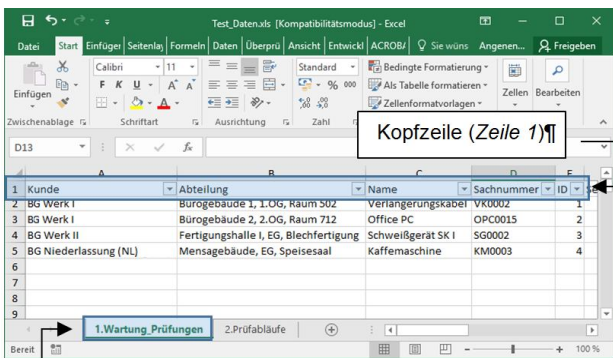 Test_Daten.xls [Kompatibilitätsmodus] - Excel
Datei Start Einfüger Seitenlay Formeln Daten Überprü Ansicht Entwickl ACROB Sie wüns Angenen... Freigeben
Einfügen
Calibri 11
F K U
A A
Standard
% 000
Bedingte Formatierung
Als Tabelle formatieren
Zellenformatvorlagen
Zellen
Bearbeiten
Zwischenablage Schriftart Ausrichtung Zahl
Kopfzeile (Zeile 1)¶
D13 fx
A B C D E
1 Kunde Abteilung Name Sachnummer ID
2 BG Werk I Bürogebäude 1, 1.OG, Raum 502 Verlängerungskabel VK0002 1
3 BG Werk I Bürogebäude 2, 2.OG, Raum 712 Office PC OPC0015 2
4 BG Werk II Fertigungshalle I, EG, Blechfertigung Schweißgerät SK I SG0002 3
5 BG Niederlassung (NL) Mensagebäude, EG, Speisesaal Kaffemaschine KM0003 4
6
7
8
9
1.Wartung_Prüfungen 2.Prüfabläufe
Bereit 100 %